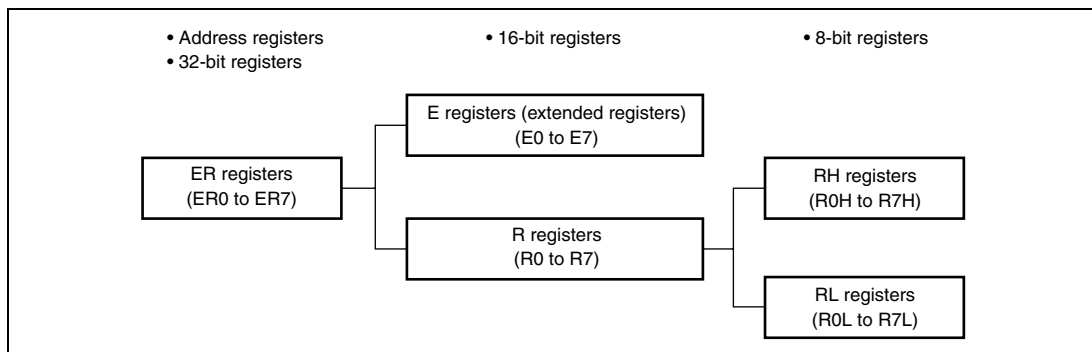 • Address registers
• 32-bit registers
• 16-bit registers
• 8-bit registers
E registers (extended registers)
(E0 to E7)
ER registers
(ER0 to ER7)
RH registers
(R0H to R7H)
R registers
(R0 to R7)
RL registers
(R0L to R7L)